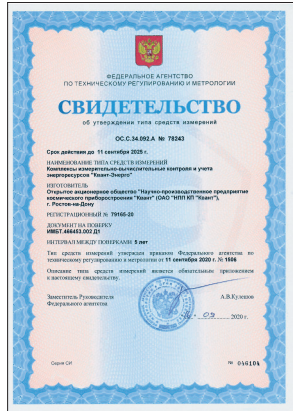 ФЕДЕРАЛЬНОЕ АГЕНТСТВО
ПО ТЕХНИЧЕСКОМУ РЕГУЛИРОВАНИЮ И МЕТРОЛОГИИ
СВИДЕТЕЛЬСТВО
об утверждении типа средств измерений
ОС.С.34.092.А № 78243
Срок действия до 11 сентября 2025 г.
НАИМЕНОВАНИЕ ТИПА СРЕДСТВ ИЗМЕРЕНИЙ
Комплексы измерительно-вычислительные контроля и учета
энергоресурсов "Квант-Энерго"
ИЗГОТОВИТЕЛЬ
Открытое акционерное общество "Научно-производственное предприятие
космического приборостроения "Квант" (ОАО "НПП КП "Квант"),
г. Ростов-на-Дону
РЕГИСТРАЦИОННЫЙ № 79165-20
ДОКУМЕНТ НА ПОВЕРКУ
ИМБТ.466453.002 Д1
ИНТЕРВАЛ МЕЖДУ ПОВЕРКАМИ 5 лет
Тип средств измерений утвержден приказом Федерального агентства по
техническому регулированию и метрологии от 11 сентября 2020 г. № 1506
Описание типа средств измерений является обязательным приложением
к настоящему свидетельству.
Заместитель Руководителя А.В.Кулешов
Федерального агентства
09 2020 г.
Серия СИ № 046104